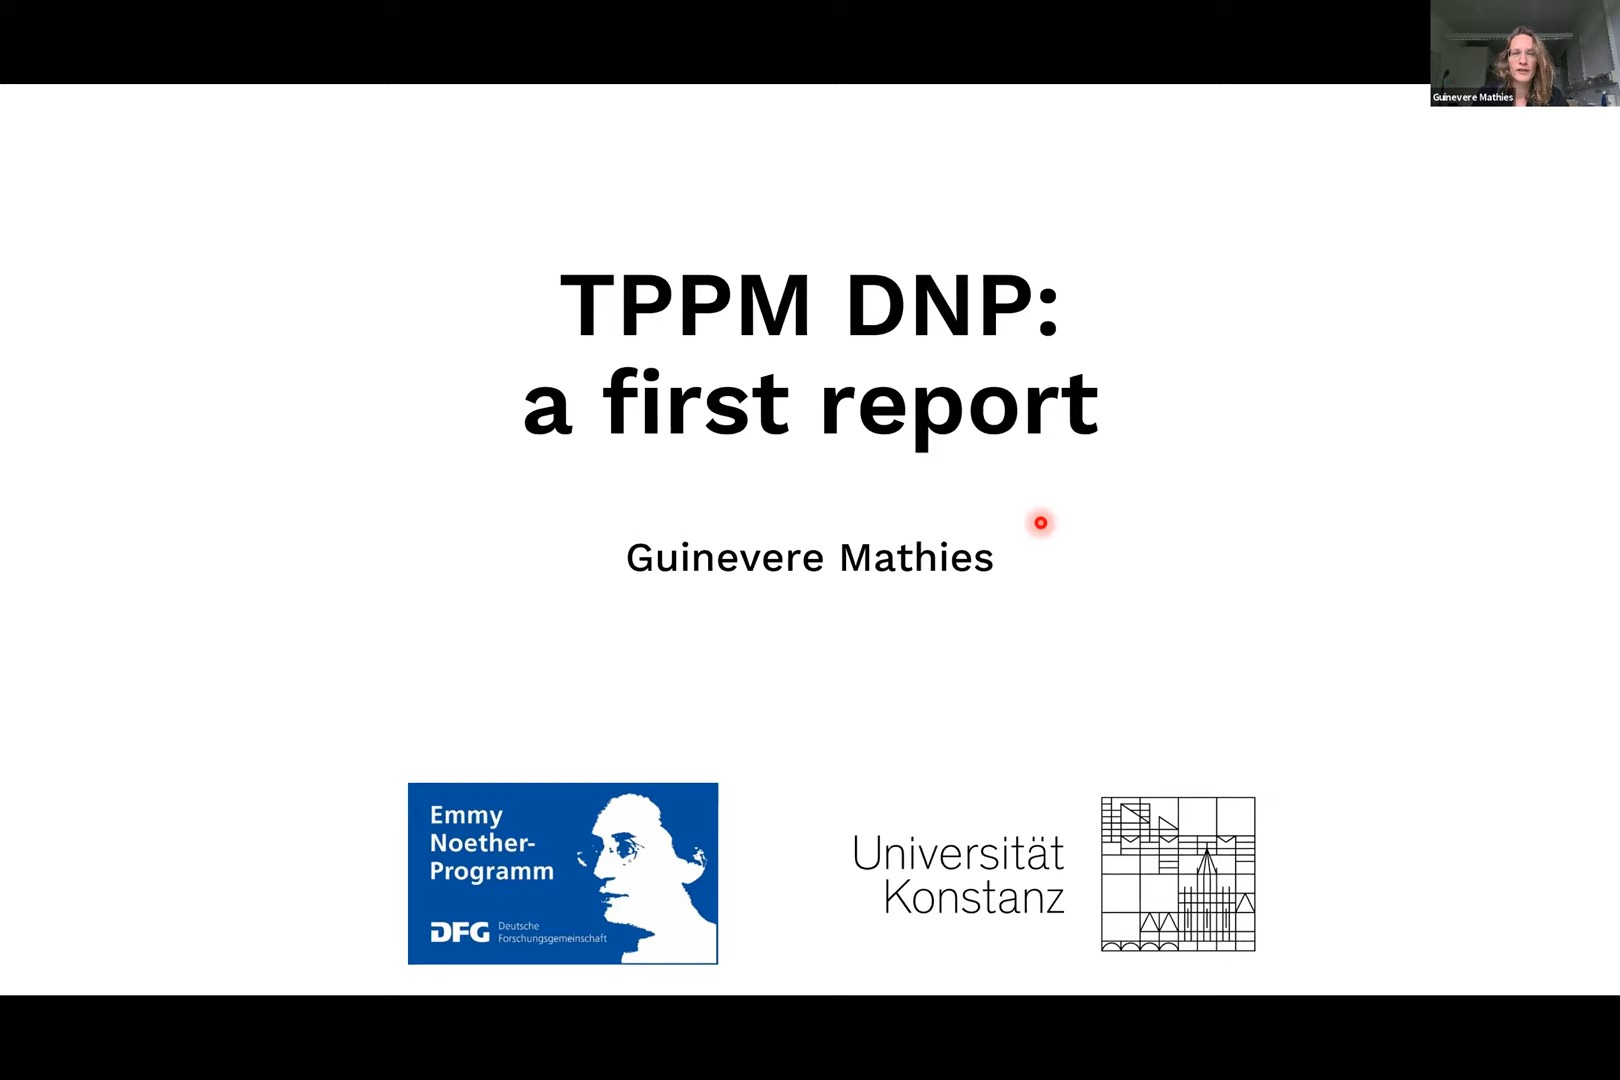 Guinevere Mathies
TPPM DNP:
a first report
Guinevere Mathies
Emmy
Noether-
Programm
DFG
Deutsche
Forschungsgemeinschaft
Universität
Konstanz